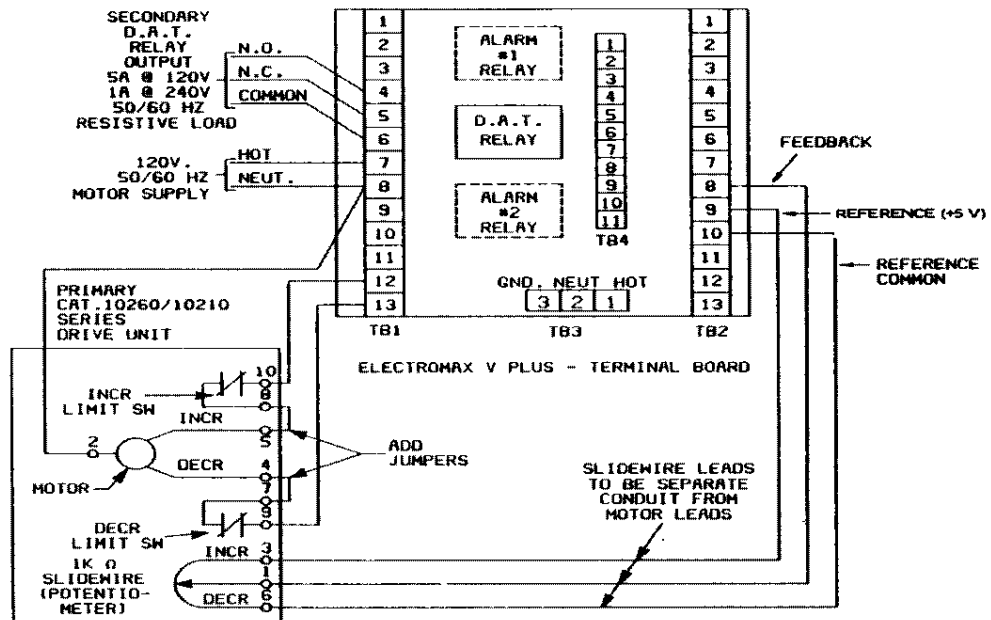 SECONDARY
D.A.T.
RELAY
OUTPUT
5A @ 120V
1A @ 240V
50/60 HZ
RESISTIVE LOAD
N.O.
N.C.
COMMON
120V.
50/60 HZ
MOTOR SUPPLY
HOT
NEUT.
1
2
3
4
5
6
7
8
9
10
11
12
13
TB1
ALARM
#1
RELAY
D.A.T.
RELAY
ALARM
#2
RELAY
1
2
3
4
5
6
7
8
9
10
11
TB4
GND. NEUT HOT
3 2 1
TB3
1
2
3
4
5
6
7
8
9
10
11
12
13
TB2
FEEDBACK
REFERENCE (+5 V)
REFERENCE
COMMON
ELECTROMAX V PLUS - TERMINAL BOARD
PRIMARY
CAT.10260/10210
SERIES
DRIVE UNIT
10
8
INCR
LIMIT SW
INCR
5
2
DECR
4
MOTOR
7
9
DECR
LIMIT SW
ADD
JUMPERS
SLIDEWIRE LEADS
TO BE SEPARATE
CONDUIT FROM
MOTOR LEADS
INCR
3
1K Ω
SLIDEWIRE
(POTENTIO-
METER)
1
DECR
6